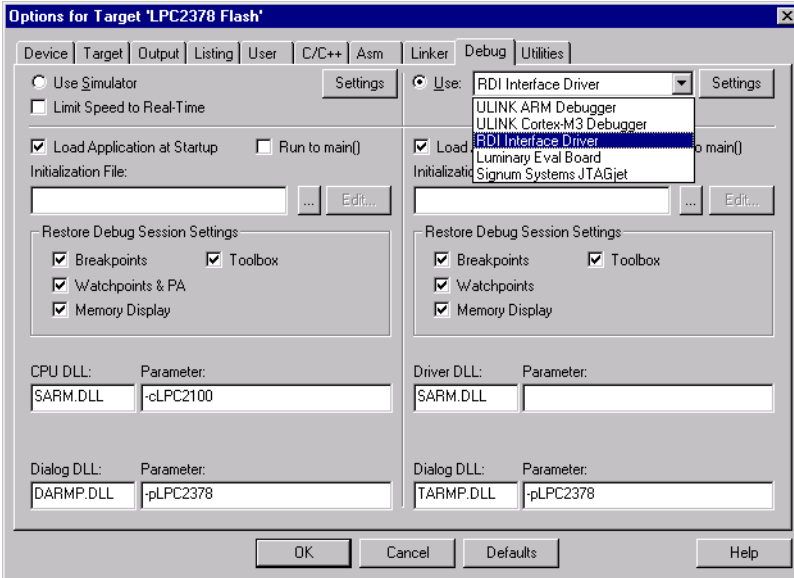 Options for Target 'LPC2378 Flash'
Device Target Output Listing User C/C++ Asm Linker Debug Utilities
Use Simulator Settings
Limit Speed to Real-Time
Use: RDI Interface Driver Settings
ULINK ARM Debugger
ULINK Cortex-M3 Debugger
RDI Interface Driver
Luminary Eval Board
Signum Systems JTAGjet
Load Application at Startup Run to main()
Initialization File:
... Edit...
Load o main()
Initializatio
... Edit...
Restore Debug Session Settings
Breakpoints Toolbox
Watchpoints & PA
Memory Display
Restore Debug Session Settings
Breakpoints Toolbox
Watchpoints
Memory Display
CPU DLL: Parameter:
SARM.DLL -cLPC2100
Driver DLL: Parameter:
SARM.DLL
Dialog DLL: Parameter:
DARMP.DLL -pLPC2378
Dialog DLL: Parameter:
TARMP.DLL -pLPC2378
OK Cancel Defaults Help